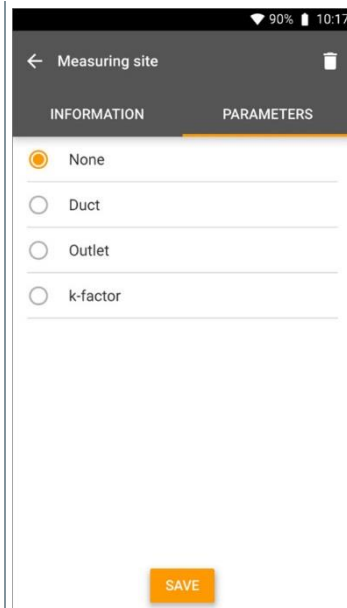 90% 10:17
Measuring site
INFORMATION PARAMETERS
None
Duct
Outlet
k-factor
SAVE